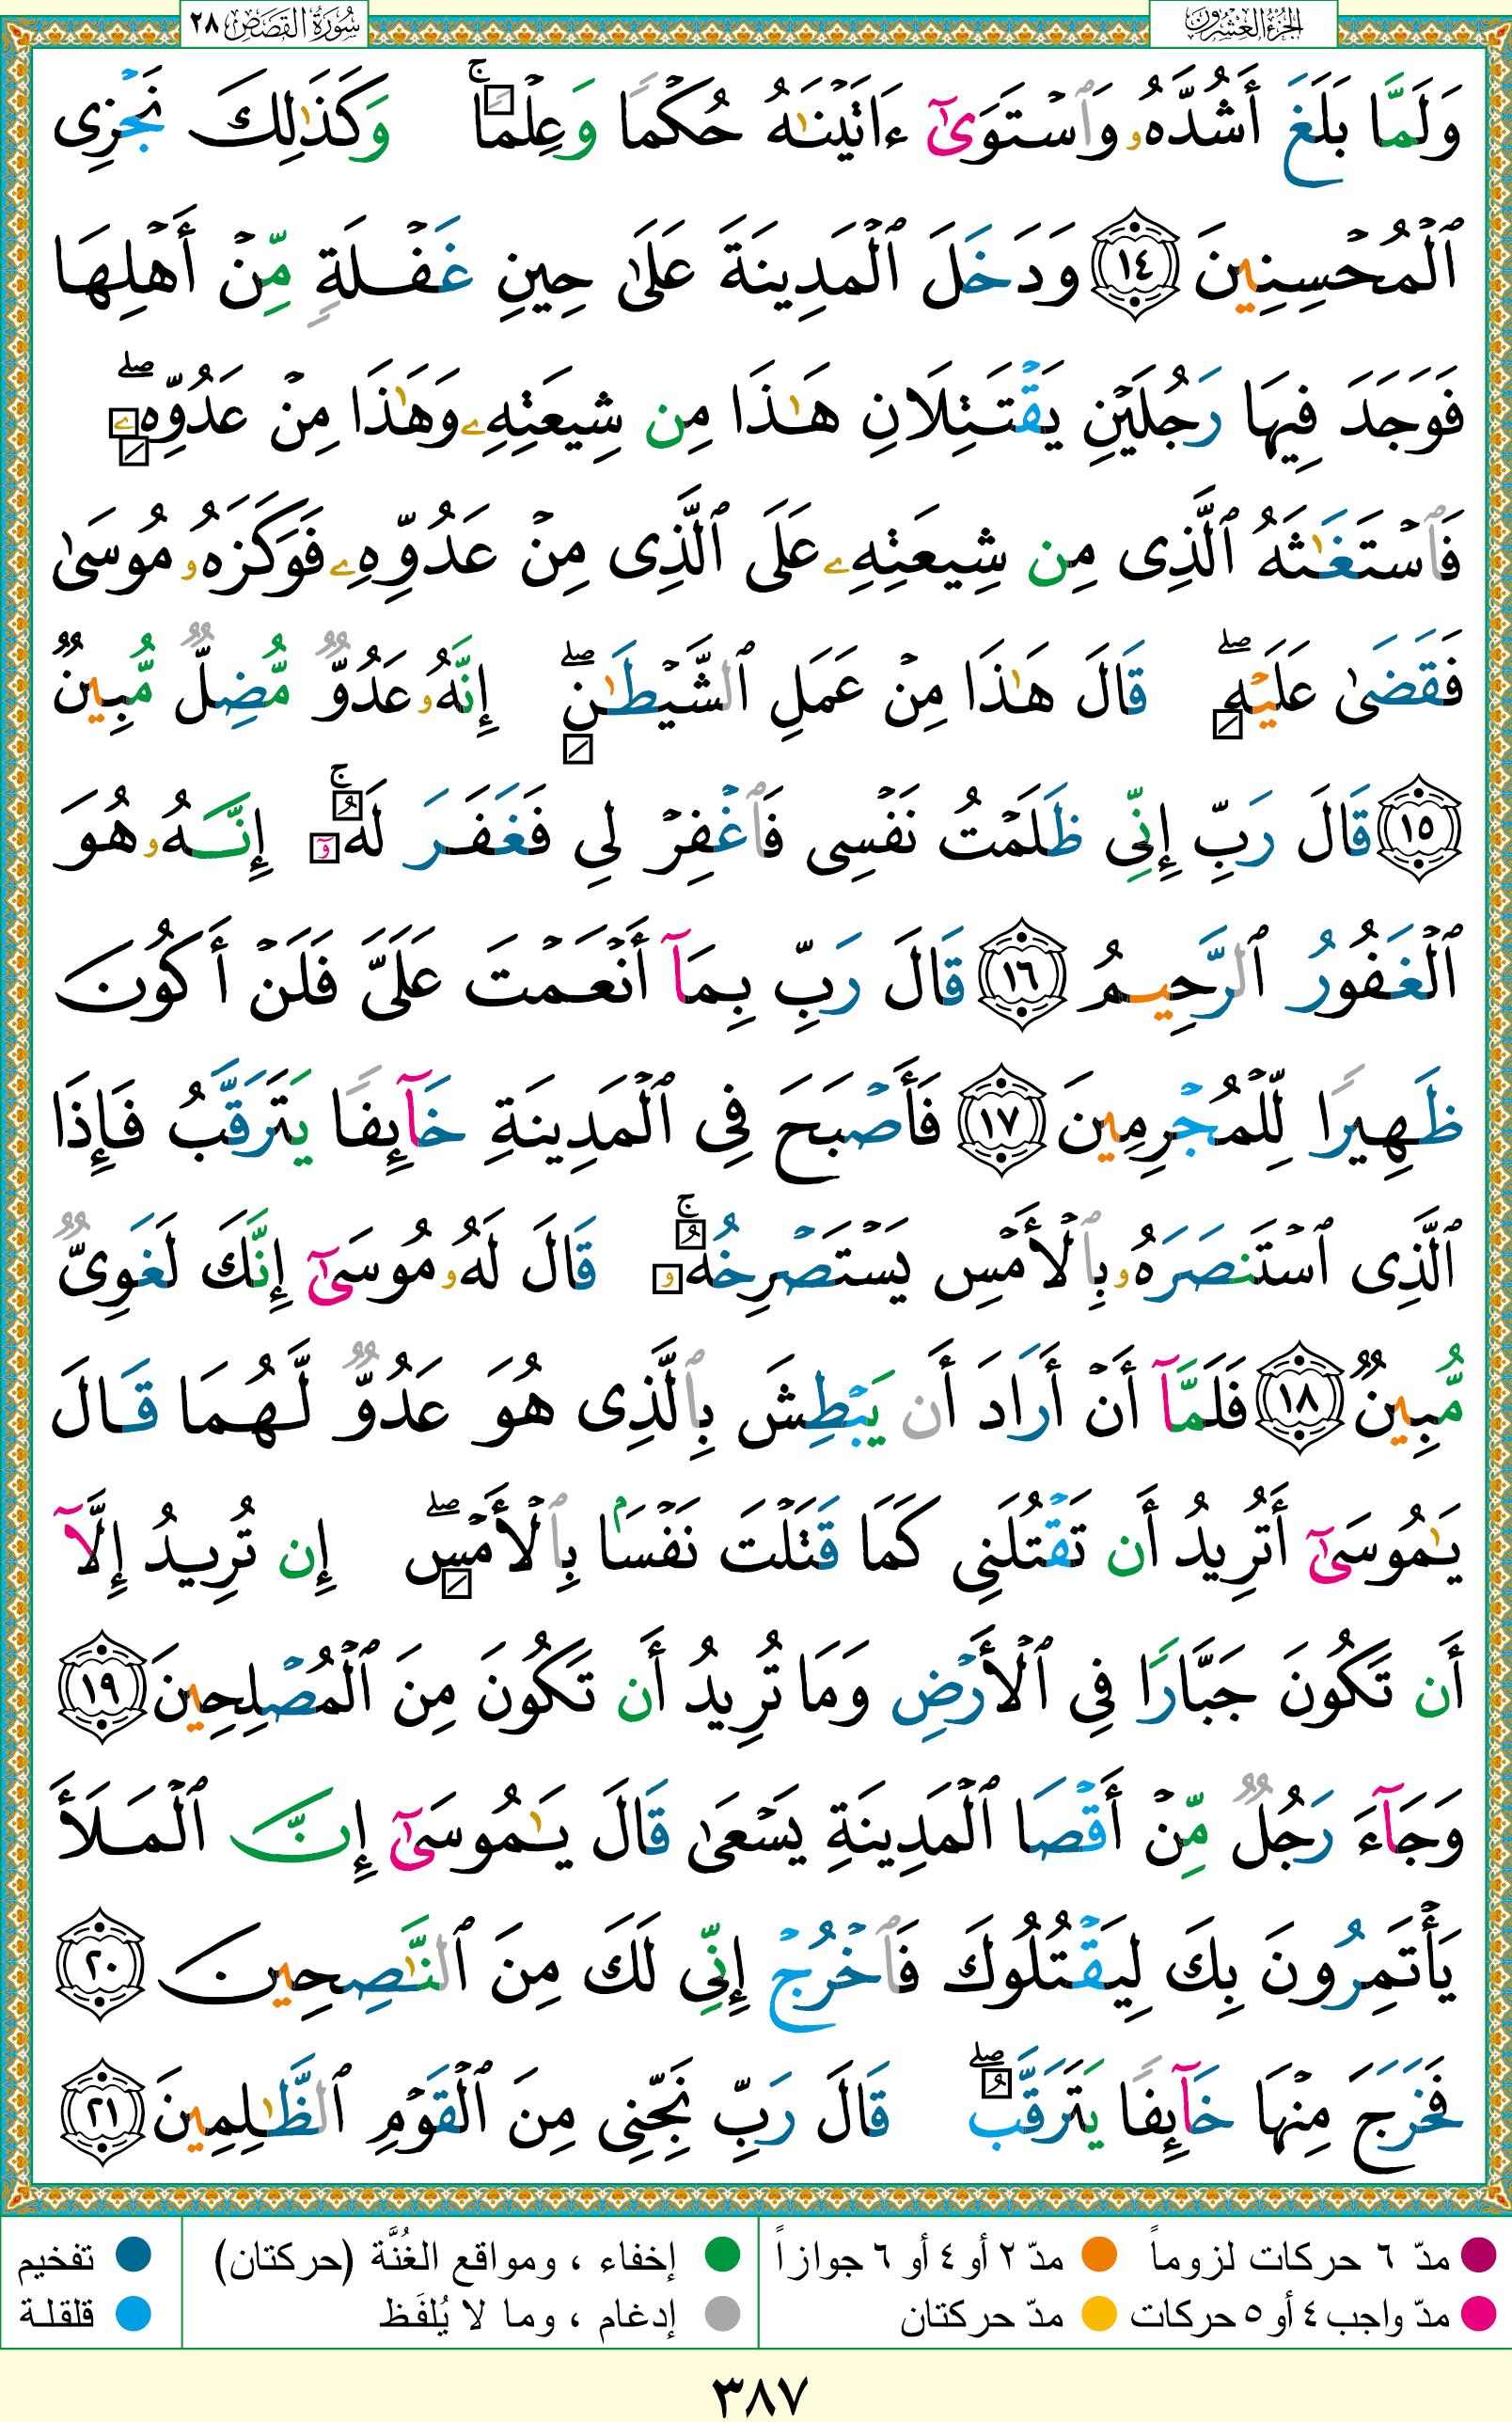 الجزء العشرون
سورة القصص ٢٨
وَلَمَّا بَلَغَ أَشُدَّهُۥ وَٱسۡتَوَىٰٓ ءَاتَيۡنَٰهُ حُكۡمٗا وَعِلۡمٗاۚ وَكَذَٰلِكَ نَجۡزِي
ٱلۡمُحۡسِنِينَ ١٤ وَدَخَلَ ٱلۡمَدِينَةَ عَلَىٰ حِينِ غَفۡلَةٖ مِّنۡ أَهۡلِهَا
فَوَجَدَ فِيهَا رَجُلَيۡنِ يَقۡتَتِلَانِ هَٰذَا مِن شِيعَتِهِۦ وَهَٰذَا مِنۡ عَدُوِّهِۦۖ
فَٱسۡتَغَٰثَهُ ٱلَّذِي مِن شِيعَتِهِۦ عَلَى ٱلَّذِي مِنۡ عَدُوِّهِۦ فَوَكَزَهُۥ مُوسَىٰ
فَقَضَىٰ عَلَيۡهِۖ قَالَ هَٰذَا مِنۡ عَمَلِ ٱلشَّيۡطَٰنِۖ إِنَّهُۥ عَدُوّٞ مُّضِلّٞ مُّبِينٞ
١٥ قَالَ رَبِّ إِنِّي ظَلَمۡتُ نَفۡسِي فَٱغۡفِرۡ لِي فَغَفَرَ لَهُۥٓۚ إِنَّهُۥ هُوَ
ٱلۡغَفُورُ ٱلرَّحِيمُ ١٦ قَالَ رَبِّ بِمَآ أَنۡعَمۡتَ عَلَيَّ فَلَنۡ أَكُونَ
ظَهِيرٗا لِّلۡمُجۡرِمِينَ ١٧ فَأَصۡبَحَ فِي ٱلۡمَدِينَةِ خَآئِفٗا يَتَرَقَّبُ فَإِذَا
ٱلَّذِي ٱسۡتَنصَرَهُۥ بِٱلۡأَمۡسِ يَسۡتَصۡرِخُهُۥۚ قَالَ لَهُۥ مُوسَىٰٓ إِنَّكَ لَغَوِيّٞ
مُّبِينٞ ١٨ فَلَمَّآ أَنۡ أَرَادَ أَن يَبۡطِشَ بِٱلَّذِي هُوَ عَدُوّٞ لَّهُمَا قَالَ
يَٰمُوسَىٰٓ أَتُرِيدُ أَن تَقۡتُلَنِي كَمَا قَتَلۡتَ نَفۡسَۢا بِٱلۡأَمۡسِۖ إِن تُرِيدُ إِلَّآ
أَن تَكُونَ جَبَّارٗا فِي ٱلۡأَرۡضِ وَمَا تُرِيدُ أَن تَكُونَ مِنَ ٱلۡمُصۡلِحِينَ ١٩
وَجَآءَ رَجُلٞ مِّنۡ أَقۡصَا ٱلۡمَدِينَةِ يَسۡعَىٰ قَالَ يَٰمُوسَىٰٓ إِنَّ ٱلۡمَلَأَ
يَأۡتَمِرُونَ بِكَ لِيَقۡتُلُوكَ فَٱخۡرُجۡ إِنِّي لَكَ مِنَ ٱلنَّٰصِحِينَ ٢٠
فَخَرَجَ مِنۡهَا خَآئِفٗا يَتَرَقَّبُۖ قَالَ رَبِّ نَجِّنِي مِنَ ٱلۡقَوۡمِ ٱلظَّٰلِمِينَ ٢١
مدّ ٦ حركات لزوماً مدّ ٢ أو ٤ أو ٦ جوازاً إخفاء ، ومواقع الغُنَّة (حركتان) تفخيم
مدّ واجب ٤ أو ٥ حركات مدّ حركتان إدغام ، وما لا يُلفَظ قلقلة
٣٨٧